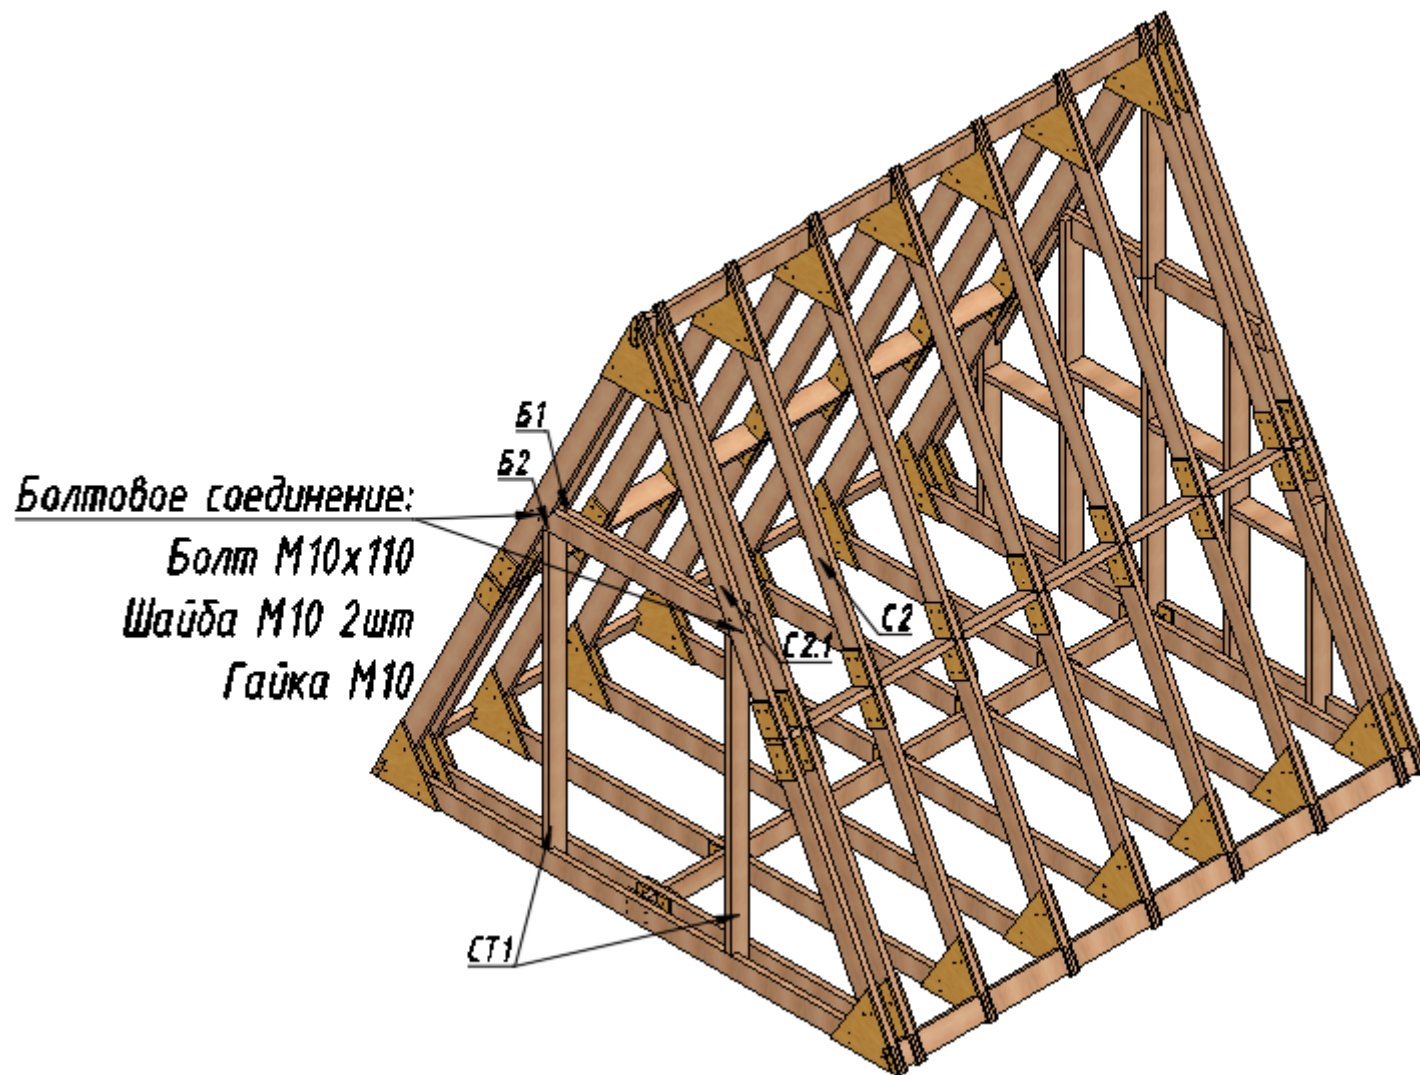 Б1
Б2
Болтовое соединение:
Болт М10х110
Шайба М10 2шт
Гайка М10
С2
С2.1
СТ1